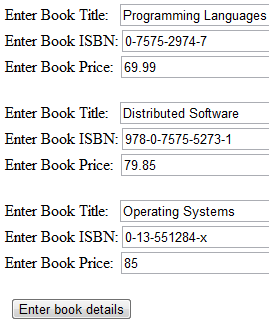 Enter Book Title: Programming Languages
Enter Book ISBN: 0-7575-2974-7
Enter Book Price: 69.99
Enter Book Title: Distributed Software
Enter Book ISBN: 978-0-7575-5273-1
Enter Book Price: 79.85
Enter Book Title: Operating Systems
Enter Book ISBN: 0-13-551284-x
Enter Book Price: 85
Enter book details